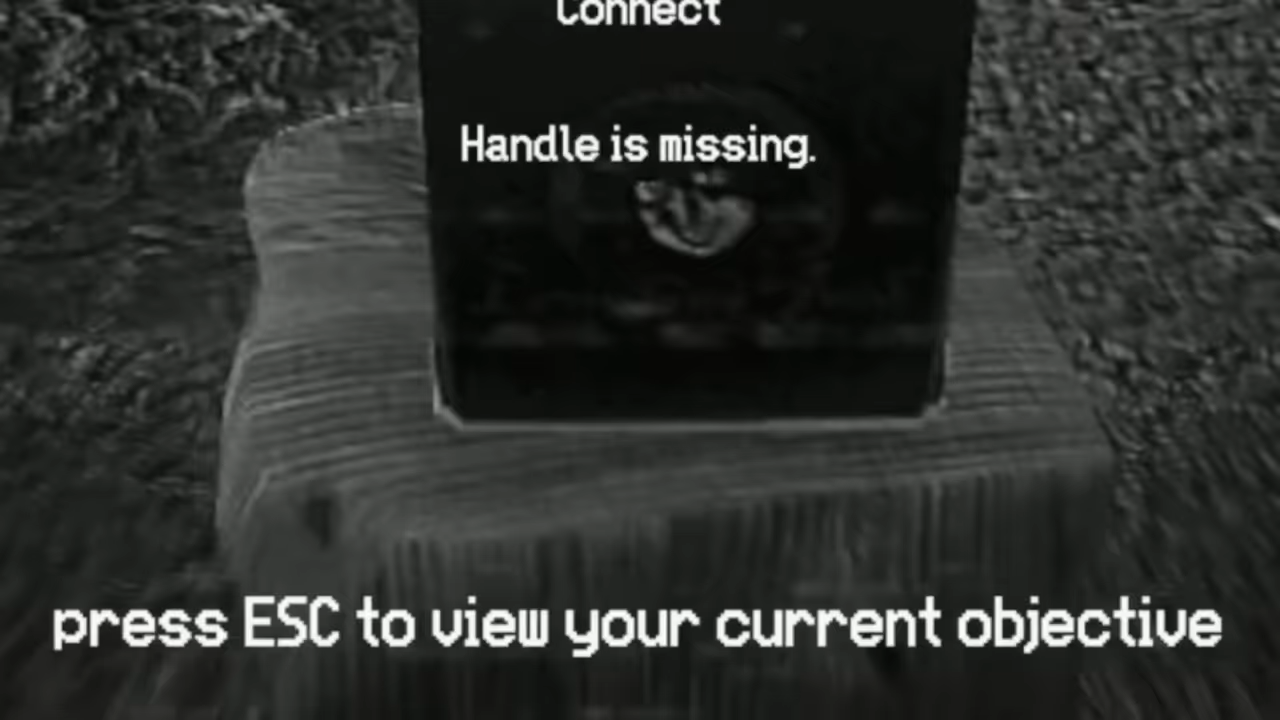 Connect
Handle is missing.
press ESC to view your current objective